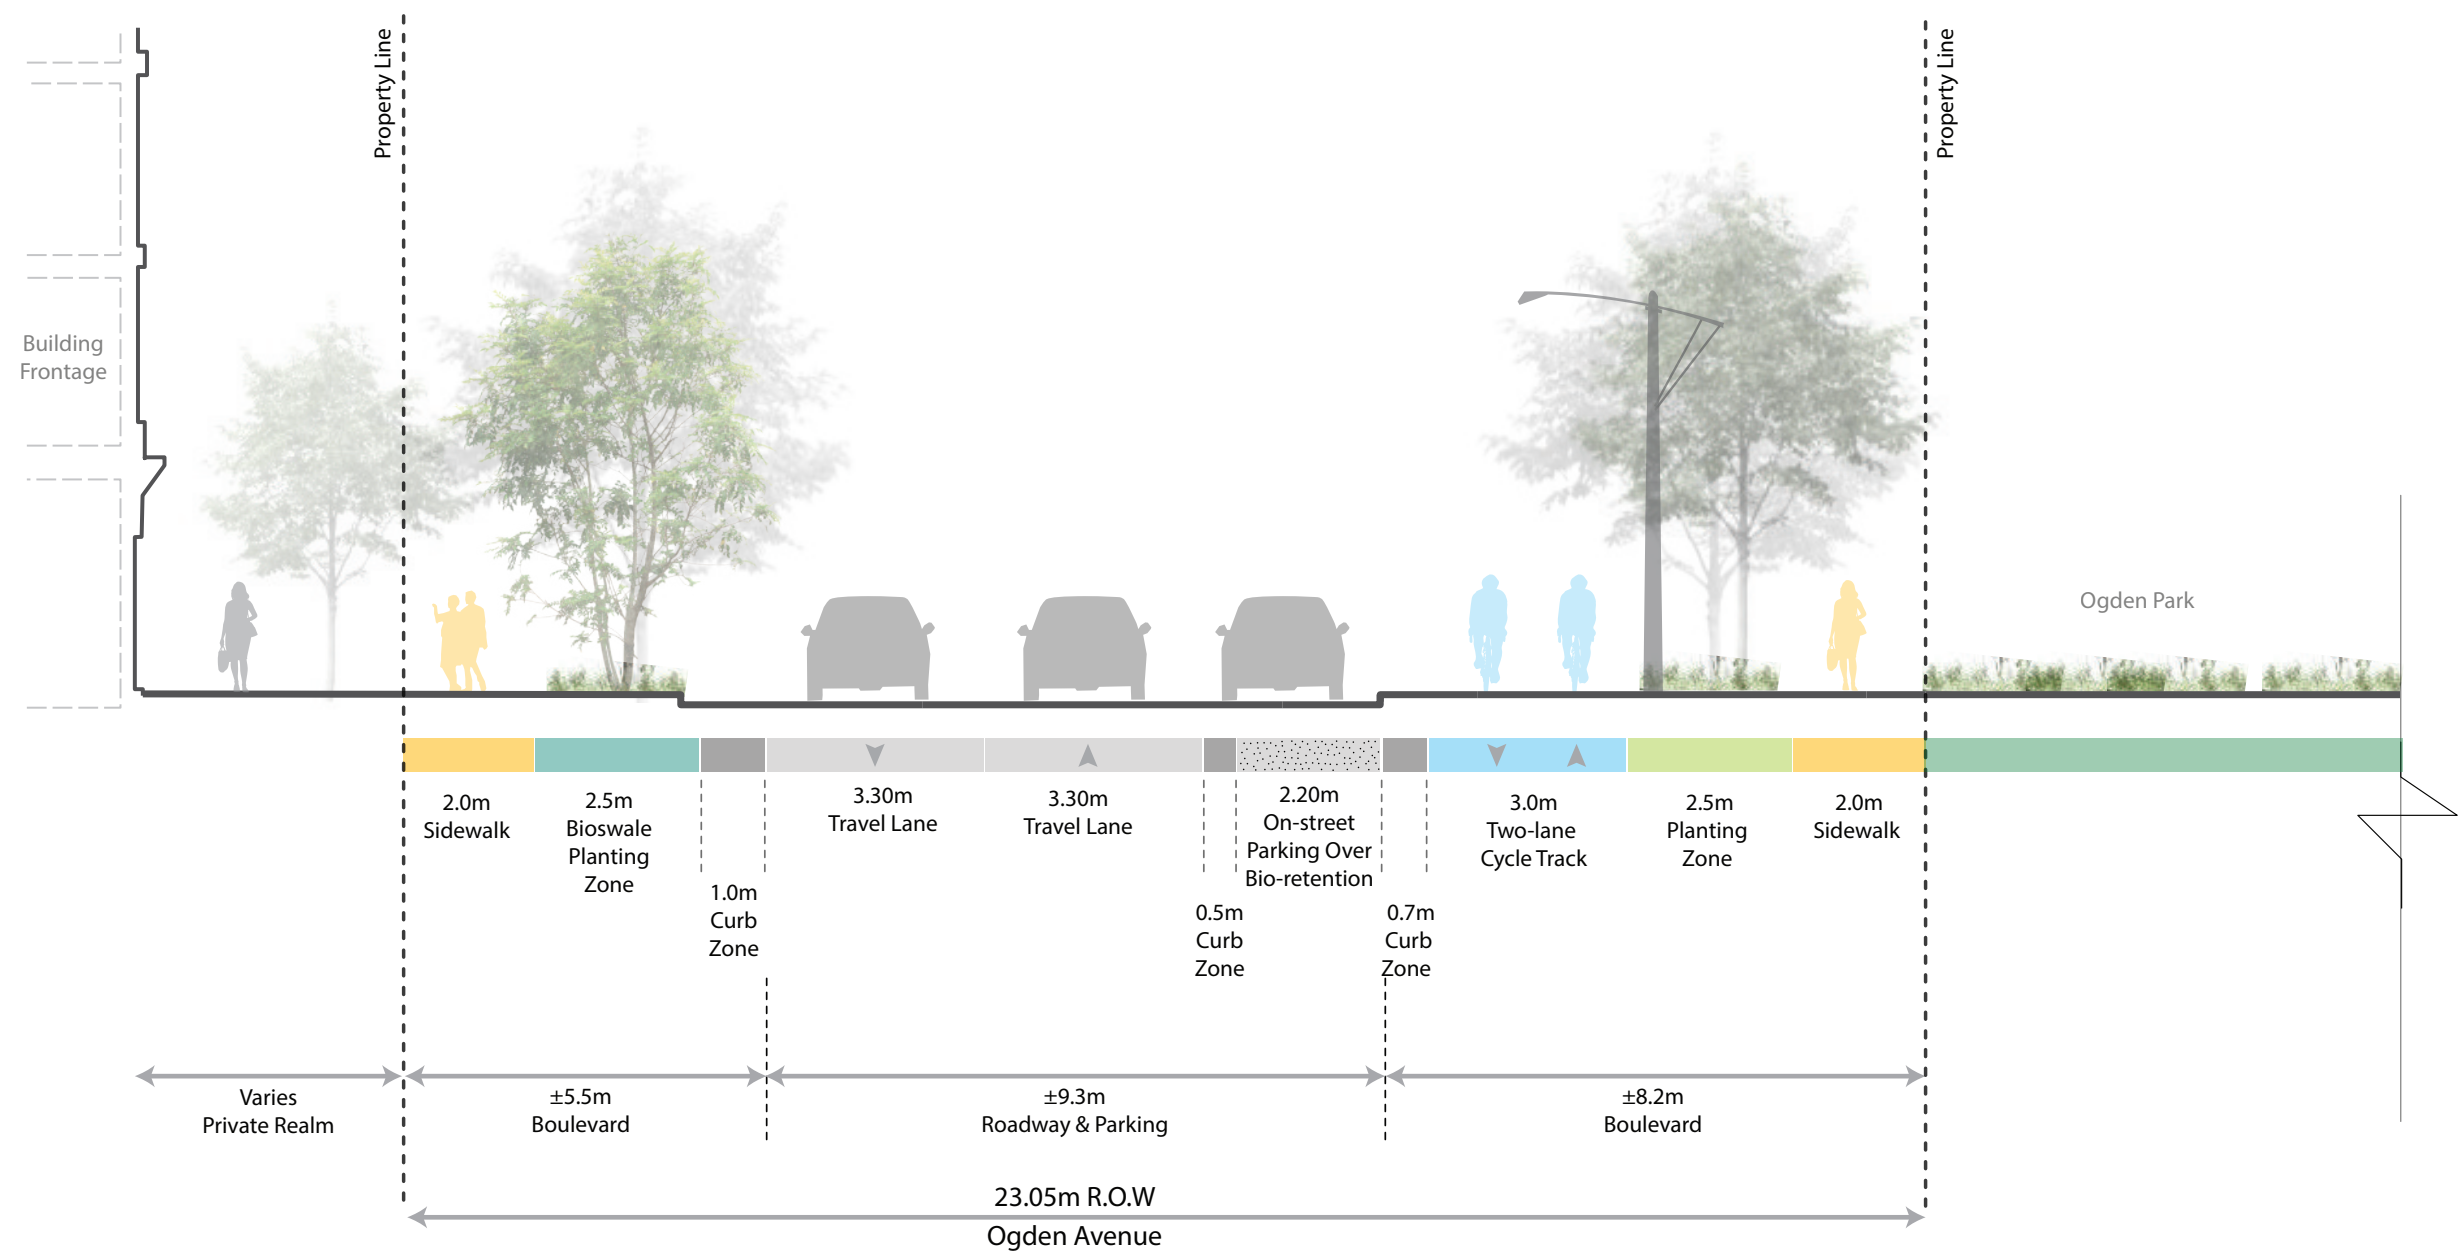 Property Line
Property Line
Building
Frontage
Ogden Park
2.0m
Sidewalk
2.5m
Bioswale
Planting
Zone
1.0m
Curb
Zone
3.30m
Travel Lane
3.30m
Travel Lane
0.5m
Curb
Zone
2.20m
On-street
Parking Over
Bio-retention
0.7m
Curb
Zone
3.0m
Two-lane
Cycle Track
2.5m
Planting
Zone
2.0m
Sidewalk
Varies
Private Realm
±5.5m
Boulevard
±9.3m
Roadway & Parking
±8.2m
Boulevard
23.05m R.O.W
Ogden Avenue